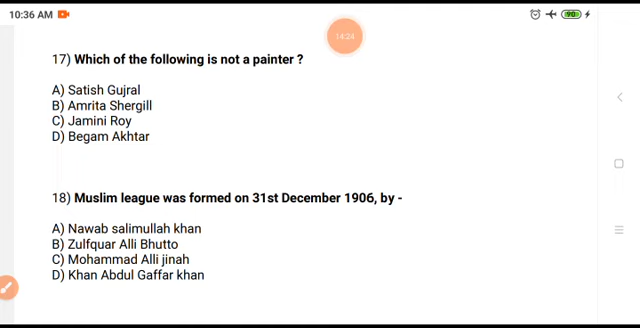 10:36 AM
90
14:24
17) Which of the following is not a painter ?
A) Satish Gujral
B) Amrita Shergill
C) Jamini Roy
D) Begam Akhtar
18) Muslim league was formed on 31st December 1906, by -
A) Nawab salimullah khan
B) Zulfquar Alli Bhutto
C) Mohammad Alli jinah
D) Khan Abdul Gaffar khan